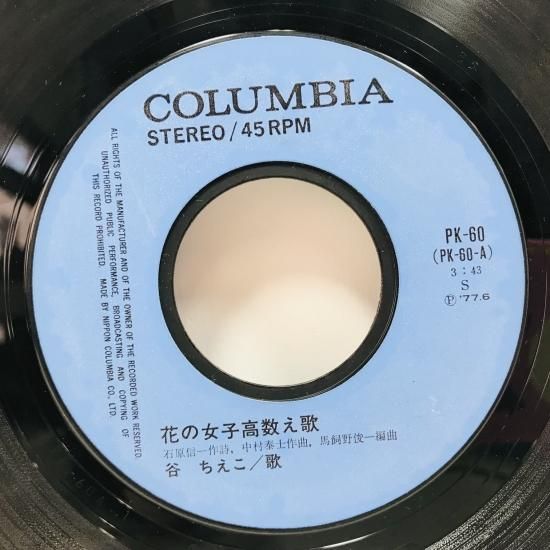 COLUMBIA
STEREO/45RPM
ALL RIGHTS OF THE MANUFACTURER AND OF THE OWNER OF THE RECORDED WORK RESERVED.
UNAUTHORIZED PUBLIC PERFORMANCE, BROADCASTING AND COPYING OF
THIS RECORD PROHIBITED. MADE BY NIPPON COLUMBIA CO., LTD.
PK-60
(PK-60-A)
3:43
S
Ⓟ '77.6
花の女子高数え歌
石原信一作詩, 中村泰士作曲, 馬飼野俊一編曲
谷 ちえこ/歌